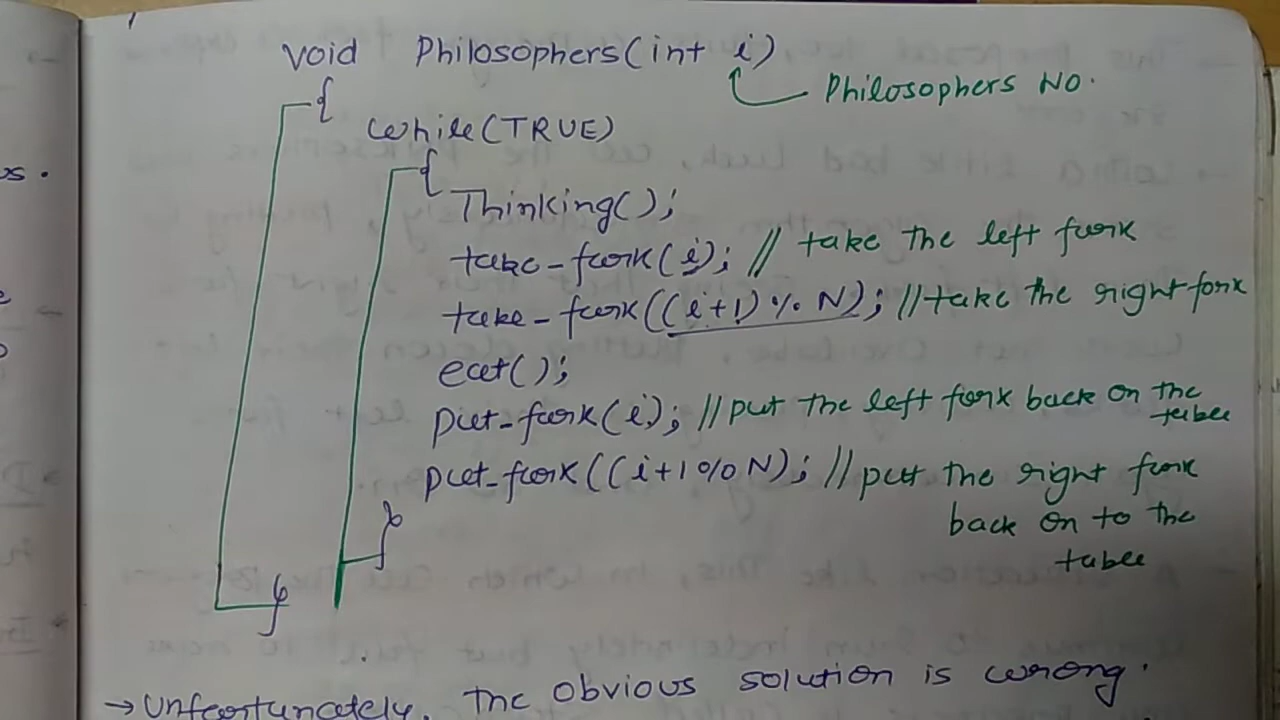 void Philosophers(int i)
Philosophers No.
{
while(TRUE)
{
Thinking();
take-fork(i); // take the left fork
take-fork((i+1)%N); //take the right fork
eat();
put-fork(i); //put the left fork back on the
table
put-fork((i+1%N); //put the right fork
back on to the
table
}
}
→ Unfortunately, The obvious solution is wrong.